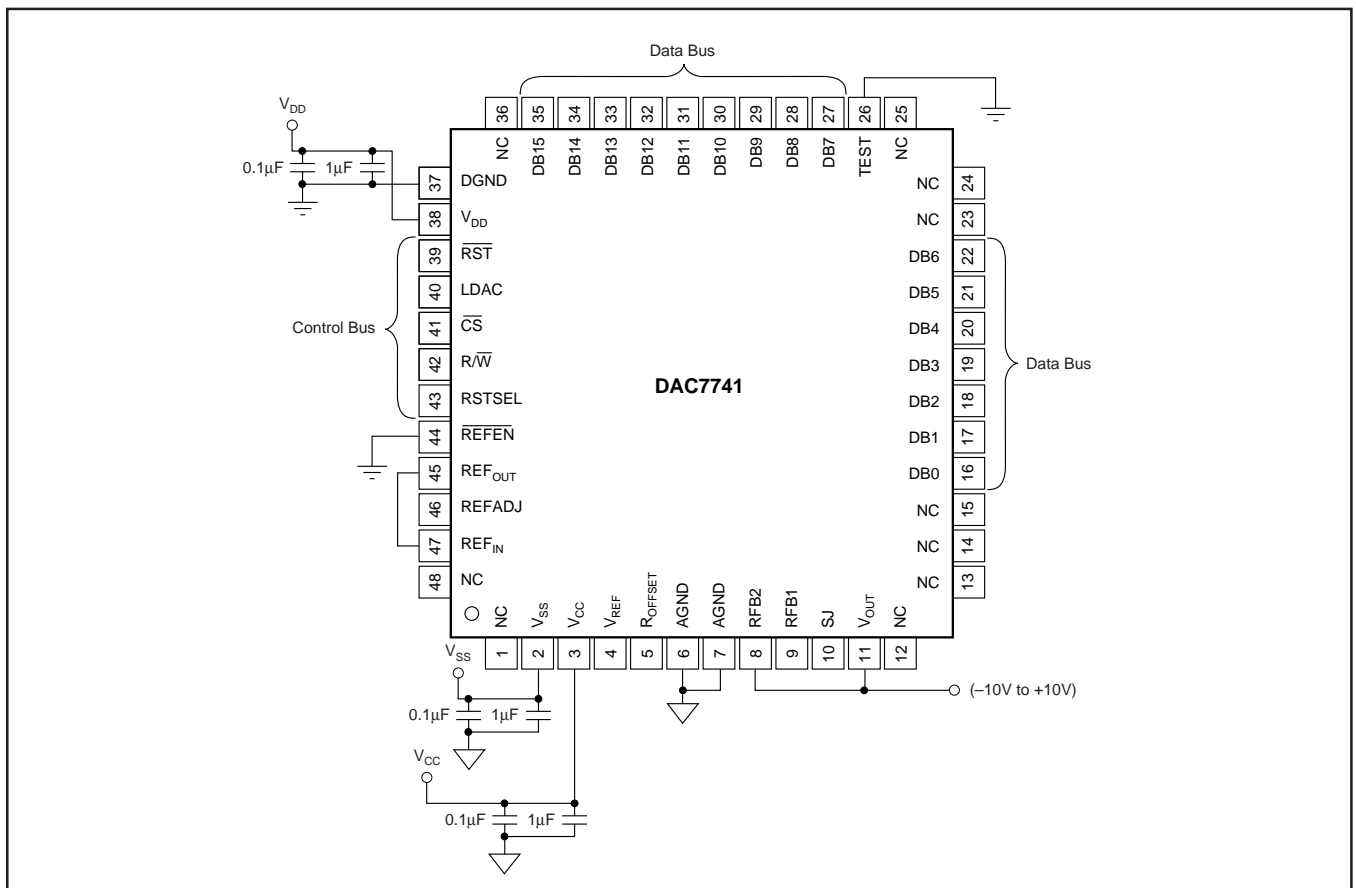 Data Bus
V_DD
0.1µF 1µF
36 35 34 33 32 31 30 29 28 27 26 25
NC DB15 DB14 DB13 DB12 DB11 DB10 DB9 DB8 DB7 TEST NC
37 DGND
38 V_DD
39 R̅S̅T̅
40 LDAC
41 C̅S̅
42 R/W̅
43 RSTSEL
44 R̅E̅F̅E̅N̅
45 REF_OUT
46 REFADJ
47 REF_IN
48 NC
Control Bus
DAC7741
NC 24
NC 23
DB6 22
DB5 21
DB4 20
DB3 19
DB2 18
DB1 17
DB0 16
NC 15
NC 14
NC 13
Data Bus
NC V_SS V_CC V_REF R_OFFSET AGND AGND RFB2 RFB1 SJ V_OUT NC
1 2 3 4 5 6 7 8 9 10 11 12
V_SS
0.1µF 1µF
(–10V to +10V)
V_CC
0.1µF 1µF